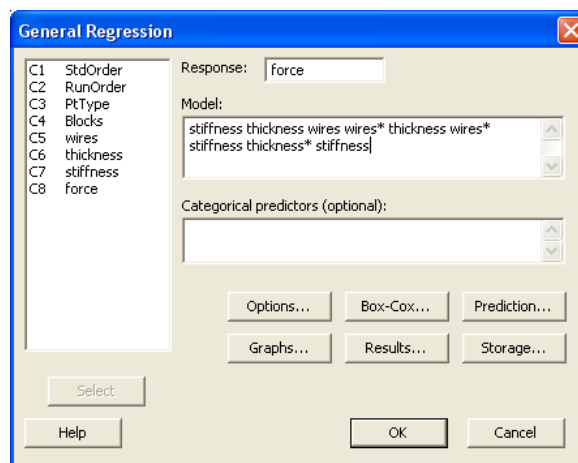 General Regression
C1 StdOrder
C2 RunOrder
C3 PtType
C4 Blocks
C5 wires
C6 thickness
C7 stiffness
C8 force
Response: force
Model:
stiffness thickness wires wires* thickness wires*
stiffness thickness* stiffness
Categorical predictors (optional):
Options... Box-Cox... Prediction...
Graphs... Results... Storage...
Select
Help OK Cancel